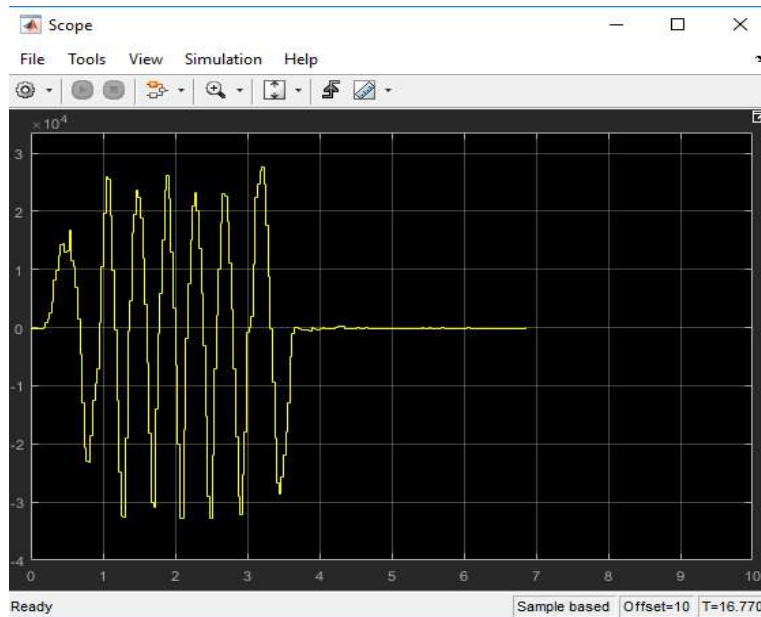 Scope
File Tools View Simulation Help
×10⁴
3
2
1
0
-1
-2
-3
-4
0 1 2 3 4 5 6 7 8 9 10
Ready Sample based Offset=10 T=16.770